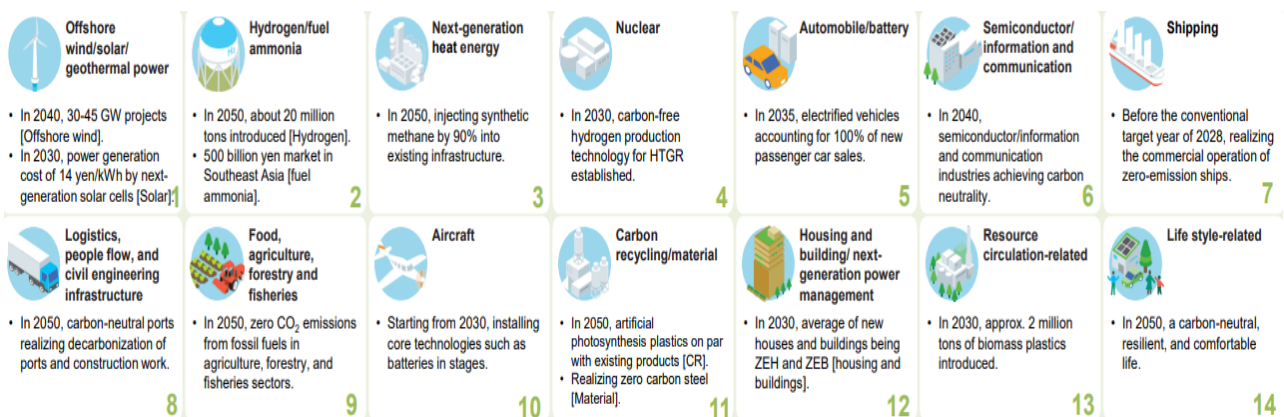 Offshore
wind/solar/
geothermal power
• In 2040, 30-45 GW projects
[Offshore wind].
• In 2030, power generation
cost of 14 yen/kWh by next-
generation solar cells [Solar].
1
Hydrogen/fuel
ammonia
H2
• In 2050, about 20 million
tons introduced [Hydrogen].
• 500 billion yen market in
Southeast Asia [fuel
ammonia].
2
Next-generation
heat energy
• In 2050, injecting synthetic
methane by 90% into
existing infrastructure.
3
Nuclear
• In 2030, carbon-free
hydrogen production
technology for HTGR
established.
4
Automobile/battery
• In 2035, electrified vehicles
accounting for 100% of new
passenger car sales.
5
Semiconductor/
information and
communication
• In 2040,
semiconductor/information
and communication
industries achieving carbon
neutrality.
6
Shipping
• Before the conventional
target year of 2028, realizing
the commercial operation of
zero-emission ships.
7
Logistics,
people flow, and
civil engineering
infrastructure
• In 2050, carbon-neutral ports
realizing decarbonization of
ports and construction work.
8
Food,
agriculture,
forestry and
fisheries
• In 2050, zero CO₂ emissions
from fossil fuels in
agriculture, forestry, and
fisheries sectors.
9
Aircraft
• Starting from 2030, installing
core technologies such as
batteries in stages.
10
Carbon
recycling/material
• In 2050, artificial
photosynthesis plastics on par
with existing products [CR].
• Realizing zero carbon steel
[Material].
11
Housing and
building/ next-
generation power
management
• In 2030, average of new
houses and buildings being
ZEH and ZEB [housing and
buildings].
12
Resource
circulation-related
• In 2030, approx. 2 million
tons of biomass plastics
introduced.
13
Life style-related
• In 2050, a carbon-neutral,
resilient, and comfortable
life.
14